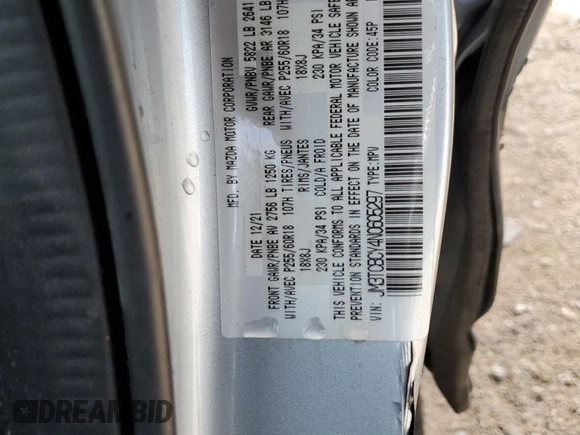 MFD. BY MAZDA MOTOR CORPORATION
DATE 12/21 GVWR/PNBV 5822 LB 2641
FRONT GAWR/PNBE AV 2756 LB 1250 KG REAR GAWR/PNBE AR 3146 LB
WITH/AVEC P255/60R18 107H TIRES/PNEUS WITH/AVEC P255/60R18 107H
18X8J RIMS/JANTES 18X8J
230 KPA/34 PSI COLD/A FROID 230 KPA/34 PSI
THIS VEHICLE CONFORMS TO ALL APPLICABLE FEDERAL MOTOR VEHICLE SAFE
PREVENTION STANDARDS IN EFFECT ON THE DATE OF MANUFACTURE SHOWN AB
VIN: JM3TCBCY4N0605297 TYPE: MPV COLOR CODE: 45P
DREAMBID